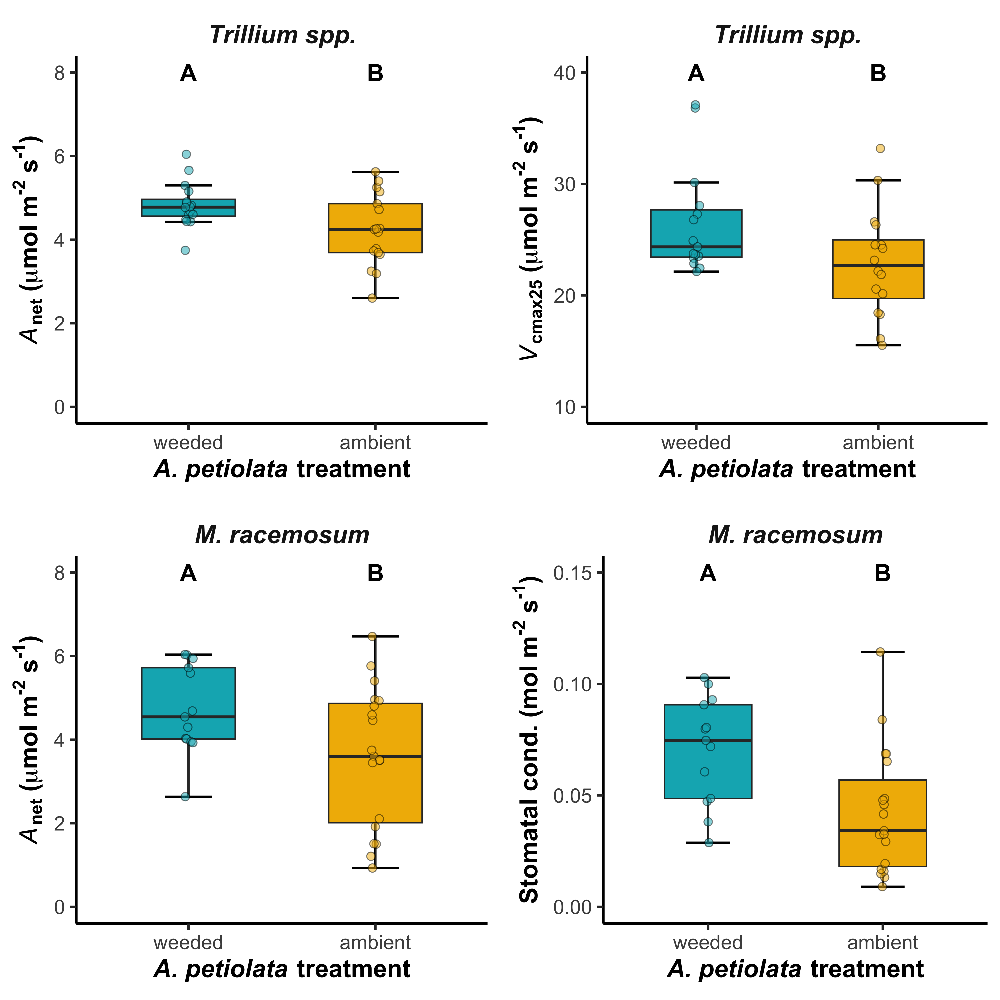 Trillium spp.
A B
8
6
4
2
0
A net (μmol m-2 s-1)
weeded ambient
A. petiolata treatment
Trillium spp.
A B
40
30
20
10
V cmax25 (μmol m-2 s-1)
weeded ambient
A. petiolata treatment
M. racemosum
A B
8
6
4
2
0
A net (μmol m-2 s-1)
weeded ambient
A. petiolata treatment
M. racemosum
A B
0.15
0.10
0.05
0.00
Stomatal cond. (mol m-2 s-1)
weeded ambient
A. petiolata treatment